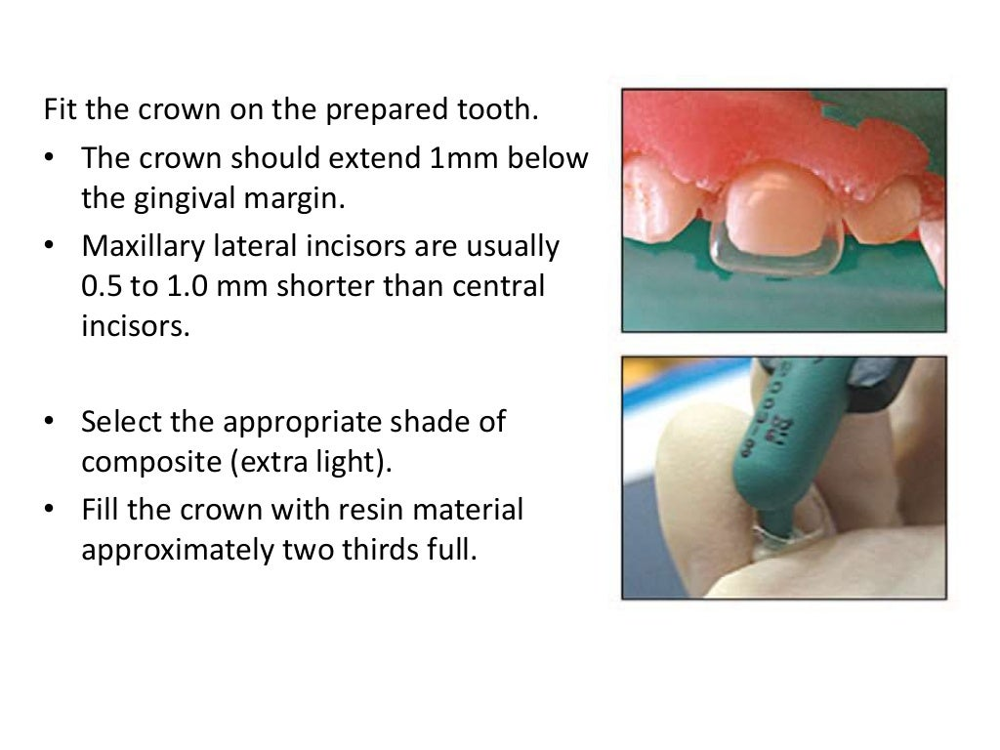 Fit the crown on the prepared tooth.
• The crown should extend 1mm below
the gingival margin.
• Maxillary lateral incisors are usually
0.5 to 1.0 mm shorter than central
incisors.
• Select the appropriate shade of
composite (extra light).
• Fill the crown with resin material
approximately two thirds full.